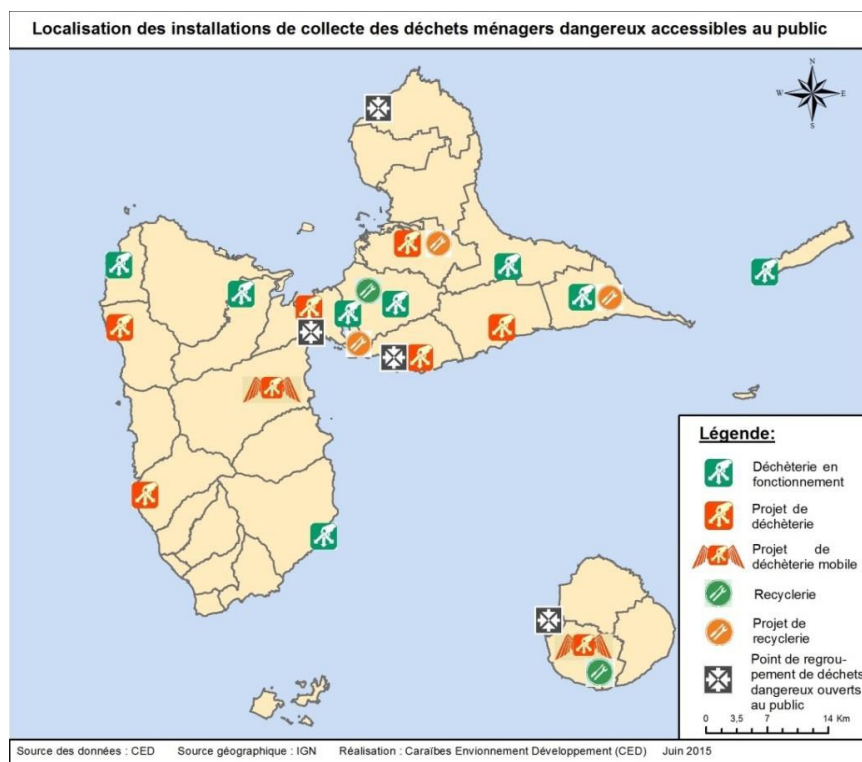 Localisation des installations de collecte des déchets ménagers dangereux accessibles au public
N
W E
S
Légende:
Déchèterie en
fonctionnement
Projet de
déchèterie
Projet de
déchèterie mobile
Recyclerie
Projet de
recyclerie
Point de regrou-
pement de déchets
dangereux ouverts
au public
0 3,5 7 14 Km
Source des données : CED Source géographique : IGN Réalisation : Caraïbes Envionnement Développement (CED) Juin 2015